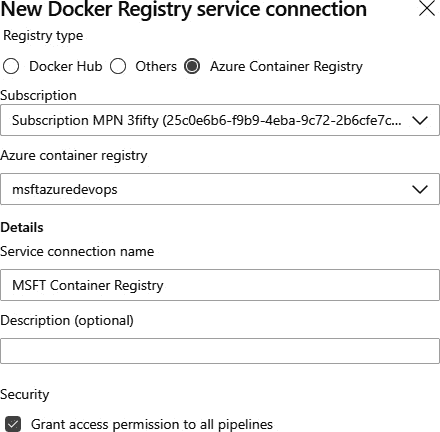 New Docker Registry service connection
Registry type
Docker Hub Others Azure Container Registry
Subscription
Subscription MPN 3fifty (25c0e6b6-f9b9-4eba-9c72-2b6cfe7c...
Azure container registry
msftazuredevops
Details
Service connection name
MSFT Container Registry
Description (optional)
Security
Grant access permission to all pipelines